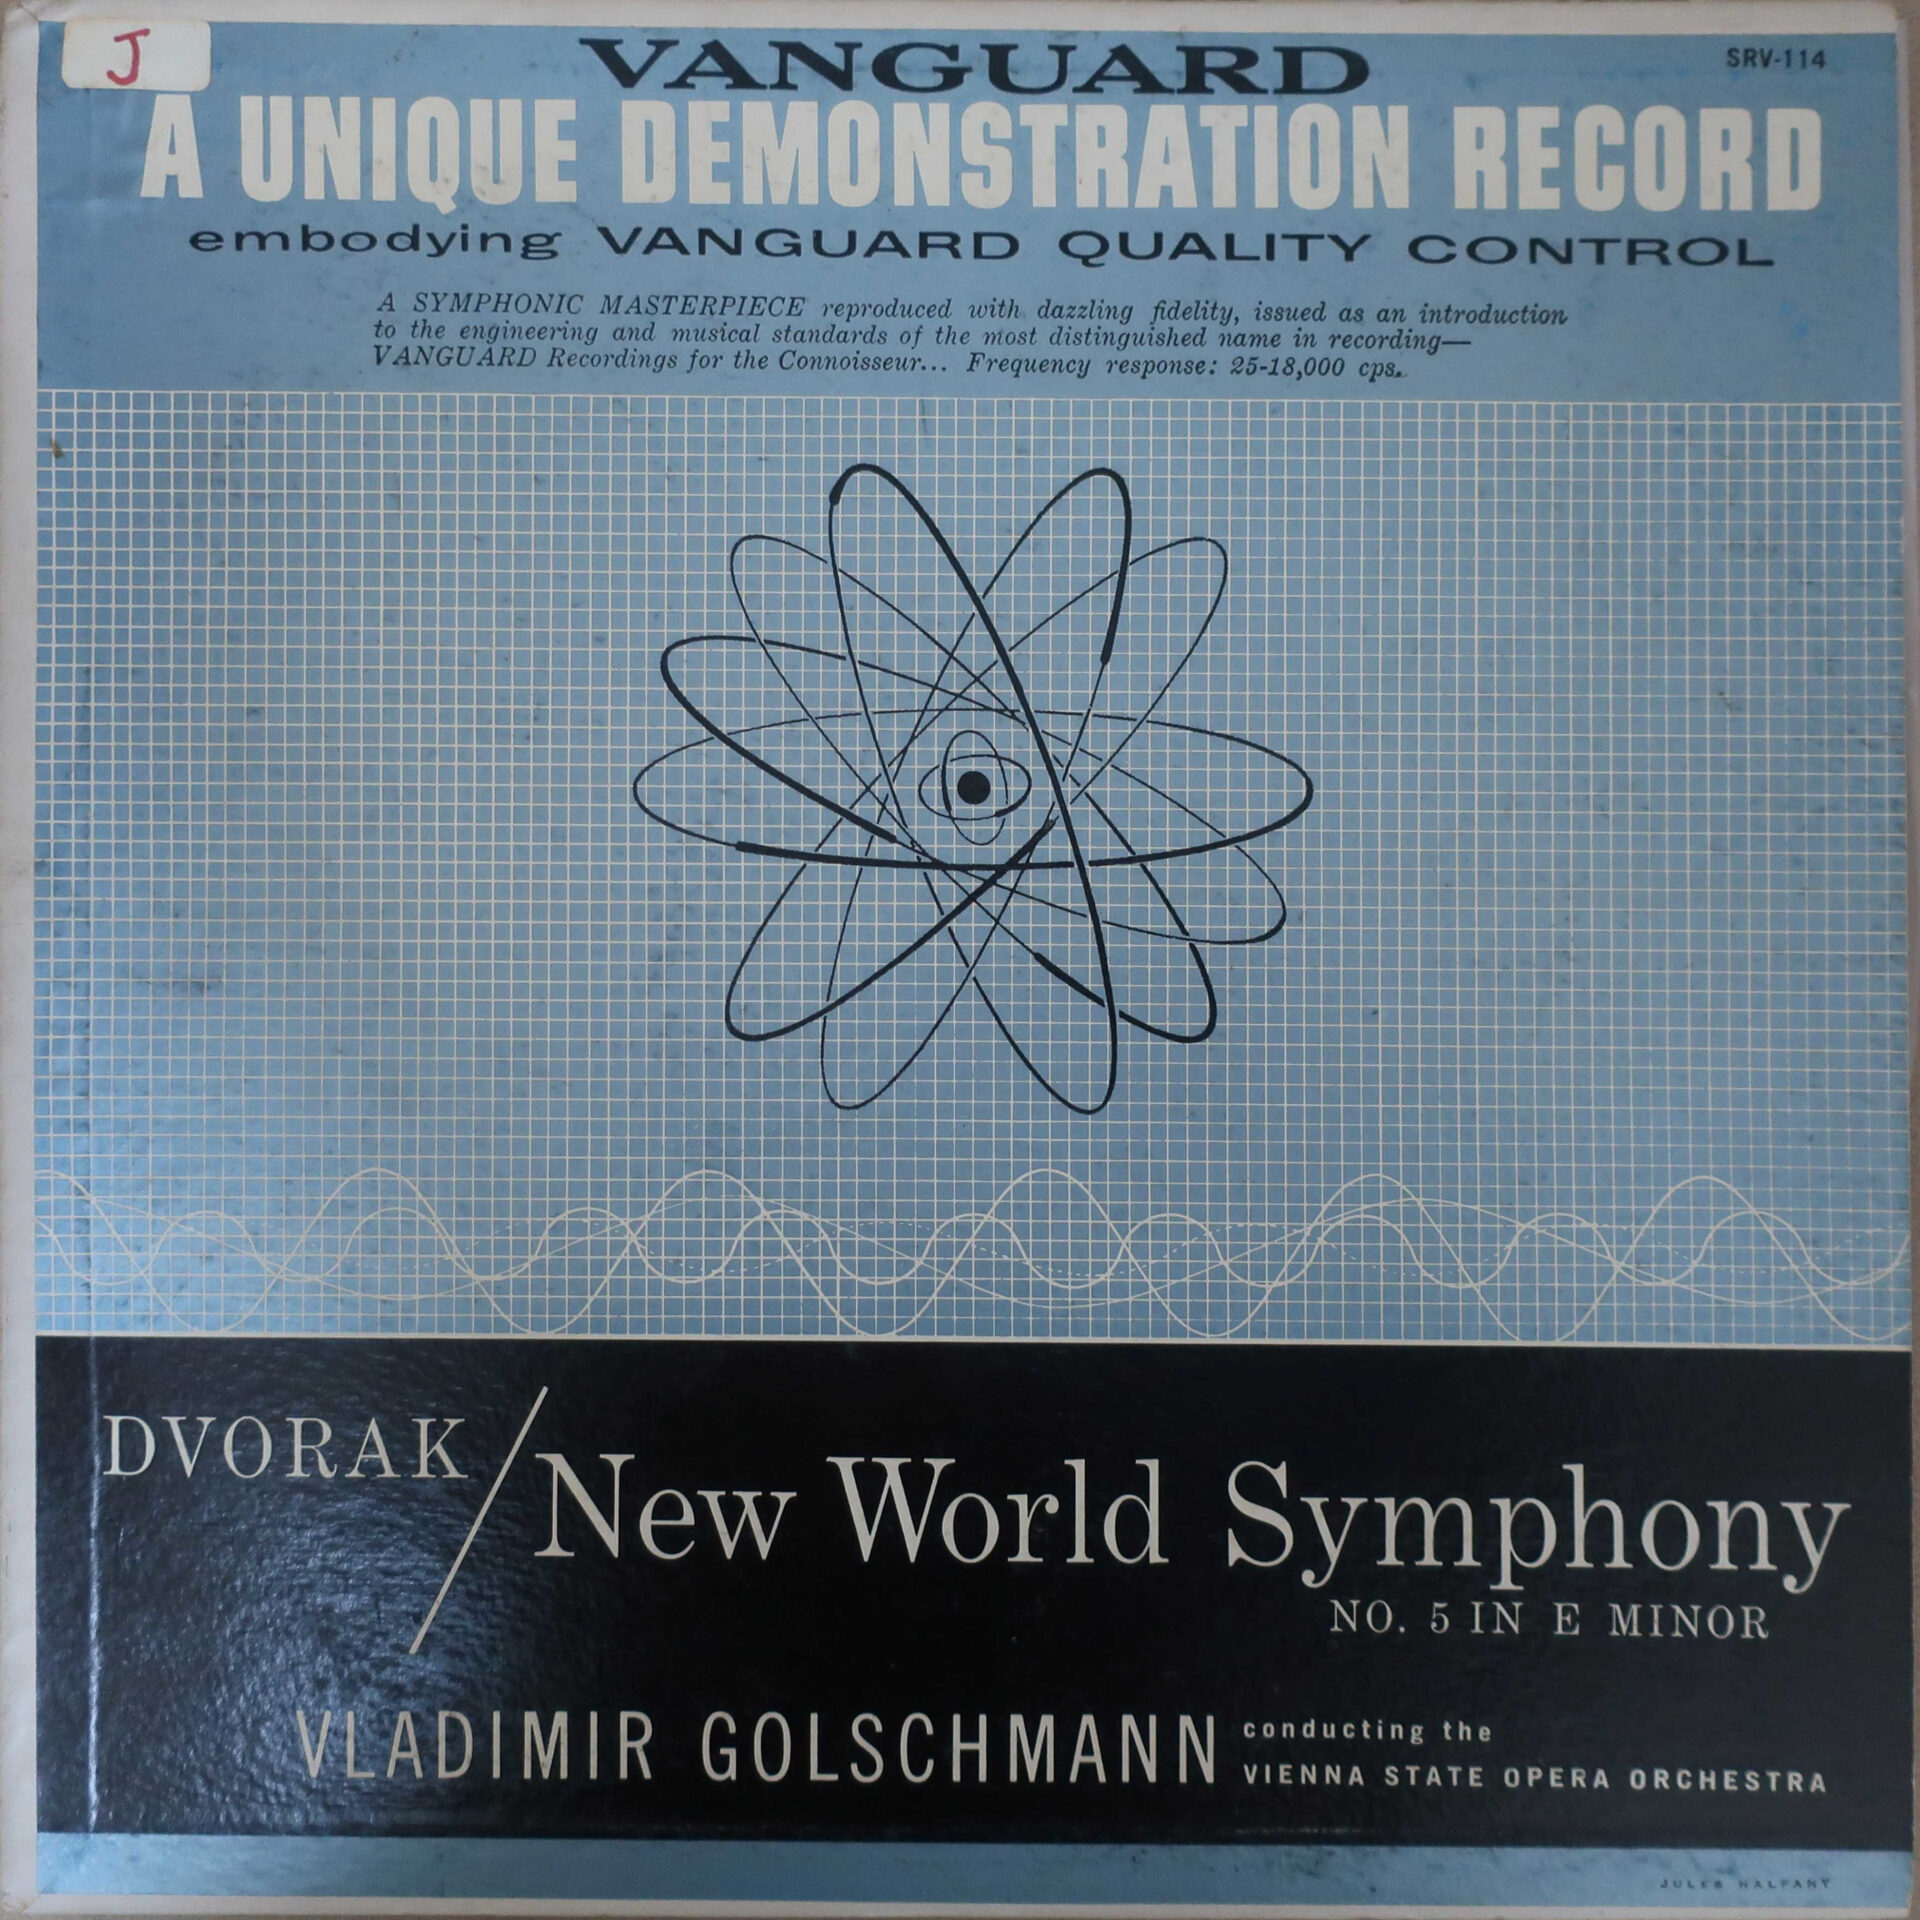 J
VANGUARD
SRV-114
A UNIQUE DEMONSTRATION RECORD
embodying VANGUARD QUALITY CONTROL
A SYMPHONIC MASTERPIECE reproduced with dazzling fidelity, issued as an introduction
to the engineering and musical standards of the most distinguished name in recording—
VANGUARD Recordings for the Connoisseur... Frequency response: 25-18,000 cps.
DVORAK / New World Symphony
NO. 5 IN E MINOR
VLADIMIR GOLSCHMANN conducting the
VIENNA STATE OPERA ORCHESTRA
JULES HALFANT